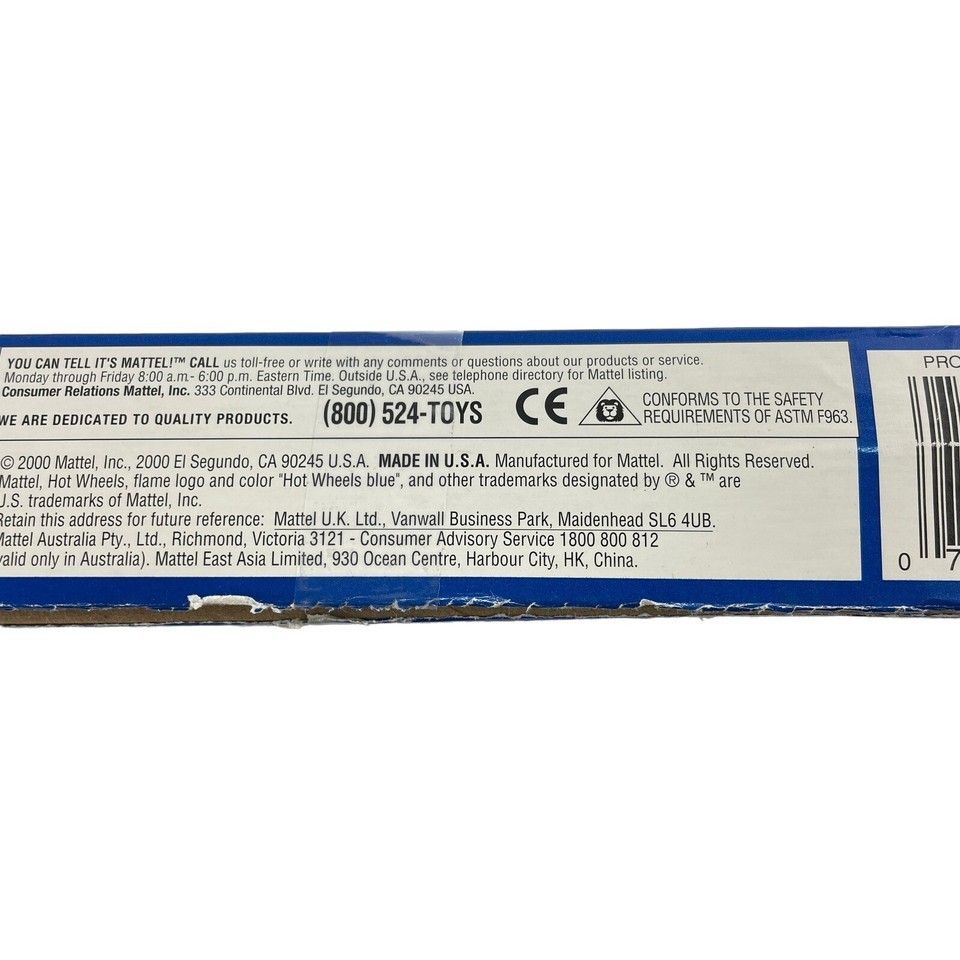 YOU CAN TELL IT'S MATTEL!™ CALL us toll-free or write with any comments or questions about our products or service.
Monday through Friday 8:00 a.m.- 6:00 p.m. Eastern Time. Outside U.S.A., see telephone directory for Mattel listing.
Consumer Relations Mattel, Inc. 333 Continental Blvd. El Segundo, CA 90245 USA.
WE ARE DEDICATED TO QUALITY PRODUCTS. (800) 524-TOYS CE
CONFORMS TO THE SAFETY
REQUIREMENTS OF ASTM F963.
© 2000 Mattel, Inc., 2000 El Segundo, CA 90245 U.S.A. MADE IN U.S.A. Manufactured for Mattel. All Rights Reserved.
Mattel, Hot Wheels, flame logo and color "Hot Wheels blue", and other trademarks designated by ® & ™ are
U.S. trademarks of Mattel, Inc.
Retain this address for future reference: Mattel U.K. Ltd., Vanwall Business Park, Maidenhead SL6 4UB.
Mattel Australia Pty., Ltd., Richmond, Victoria 3121 - Consumer Advisory Service 1800 800 812
valid only in Australia). Mattel East Asia Limited, 930 Ocean Centre, Harbour City, HK, China.
PRO
0 7